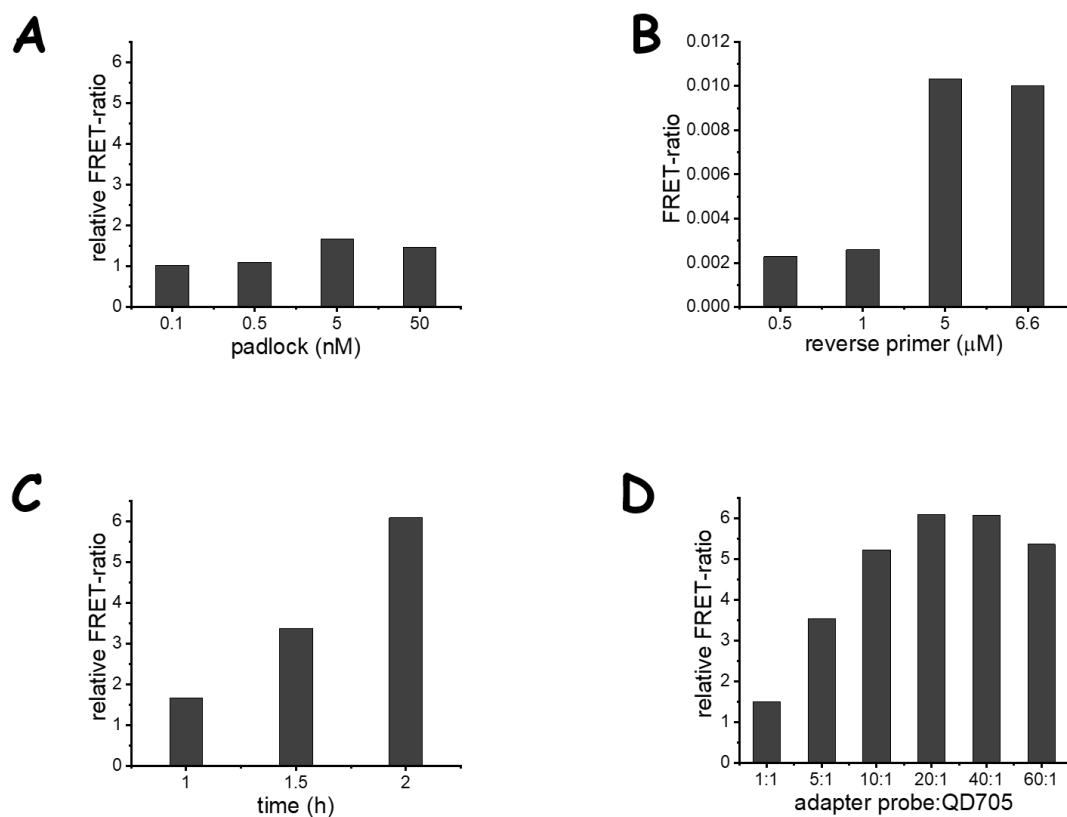 A
relative FRET-ratio
6
5
4
3
2
1
0
0.1 0.5 5 50
padlock (nM)
B
FRET-ratio
0.012
0.010
0.008
0.006
0.004
0.002
0.000
0.5 1 5 6.6
reverse primer (μM)
C
relative FRET-ratio
6
5
4
3
2
1
0
1 1.5 2
time (h)
D
relative FRET-ratio
6
5
4
3
2
1
0
1:1 5:1 10:1 20:1 40:1 60:1
adapter probe:QD705